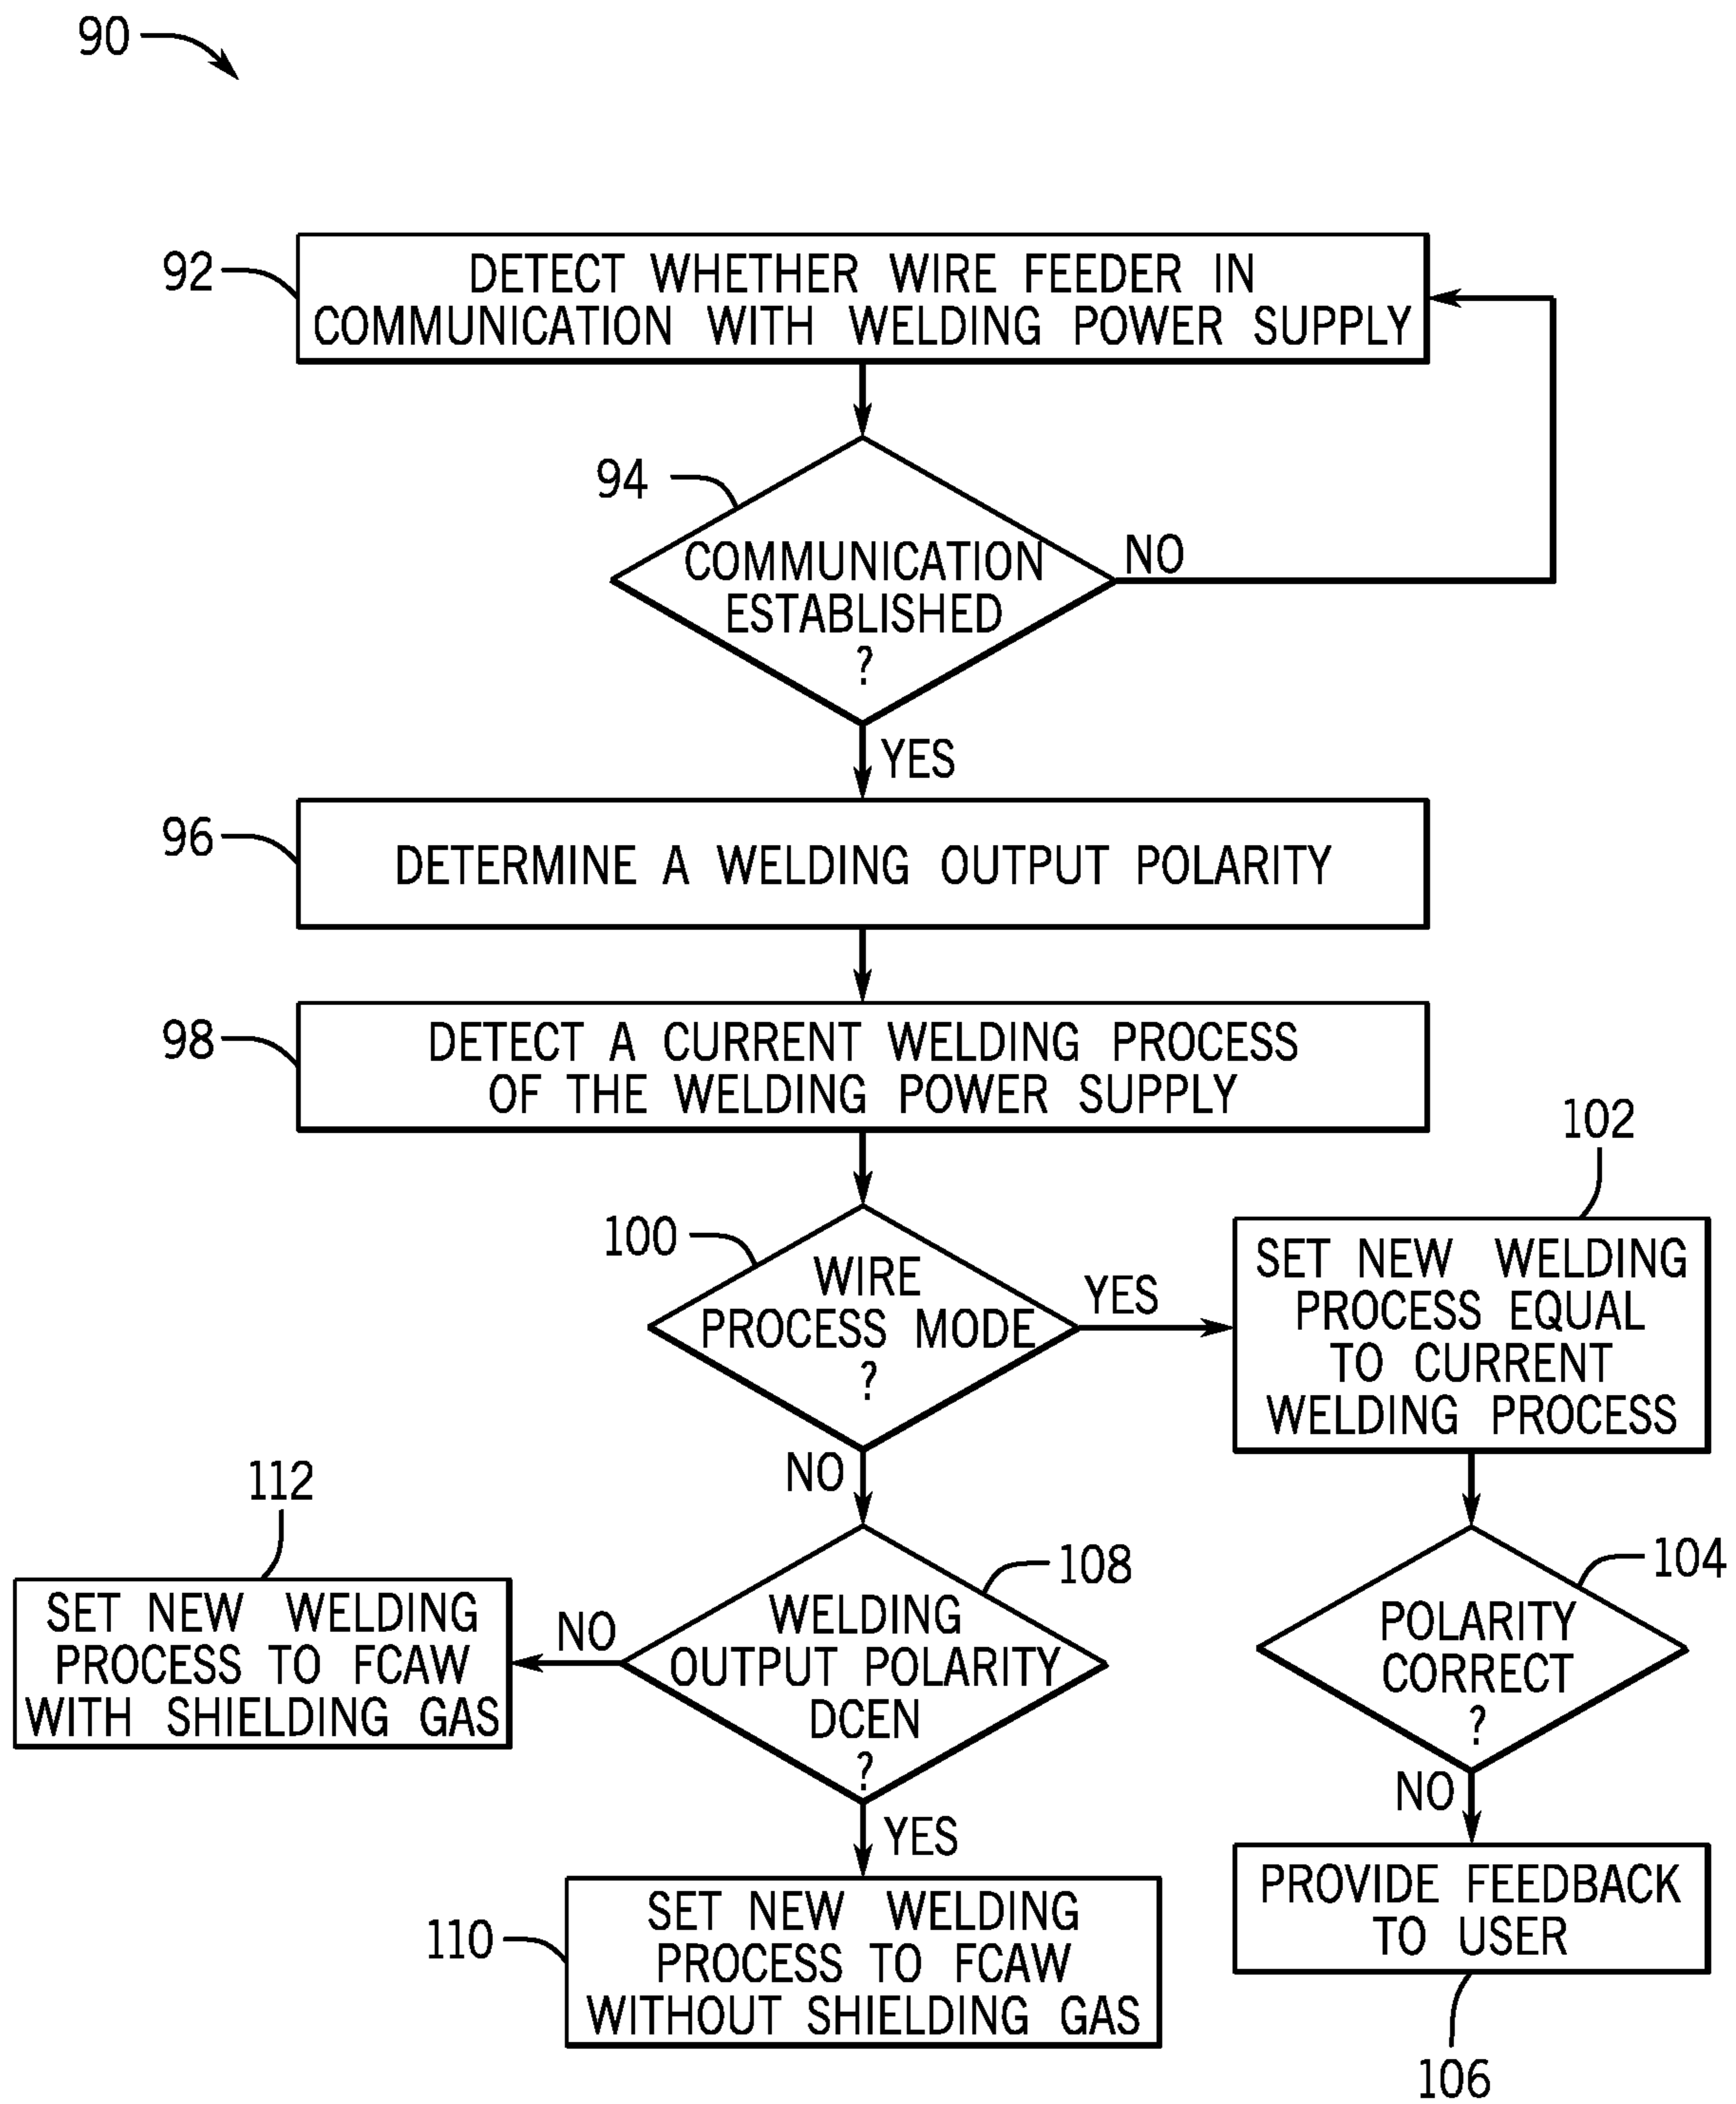 90
92
DETECT WHETHER WIRE FEEDER IN
COMMUNICATION WITH WELDING POWER SUPPLY
94
COMMUNICATION
ESTABLISHED
?
NO
YES
96
DETERMINE A WELDING OUTPUT POLARITY
98
DETECT A CURRENT WELDING PROCESS
OF THE WELDING POWER SUPPLY
100
WIRE
PROCESS MODE
?
YES
NO
102
SET NEW WELDING
PROCESS EQUAL
TO CURRENT
WELDING PROCESS
104
POLARITY
CORRECT
?
NO
PROVIDE FEEDBACK
TO USER
106
108
WELDING
OUTPUT POLARITY
DCEN
?
NO
YES
112
SET NEW WELDING
PROCESS TO FCAW
WITH SHIELDING GAS
110
SET NEW WELDING
PROCESS TO FCAW
WITHOUT SHIELDING GAS